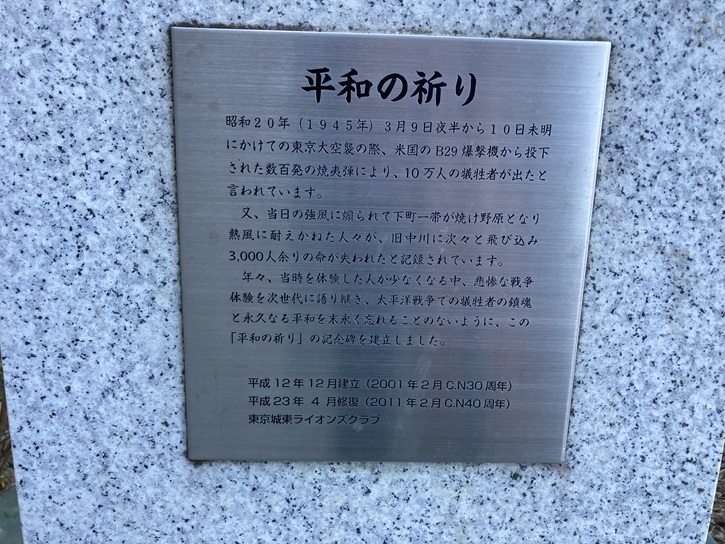 平和の祈り
昭和20年（1945年）3月9日夜半から10日未明
にかけての東京大空襲の際、米国のB29爆撃機から投下
された数百発の焼夷弾により、10万人の犠牲者が出たと
言われています。
又、当日の強風に煽られて下町一帯が焼け野原となり
熱風に耐えかねた人々が、旧中川に次々と飛び込み
3,000人余りの命が失われたと記録されています。
年々、当時を体験した人が少なくなる中、悲惨な戦争
体験を次世代に語り継ぎ、太平洋戦争での犠牲者の鎮魂
と永久なる平和を末永く忘れることのないように、この
「平和の祈り」の記念碑を建立しました。
平成12年12月建立（2001年2月C.N30周年）
平成23年 4月修復（2011年2月C.N40周年）
東京城東ライオンズクラブ